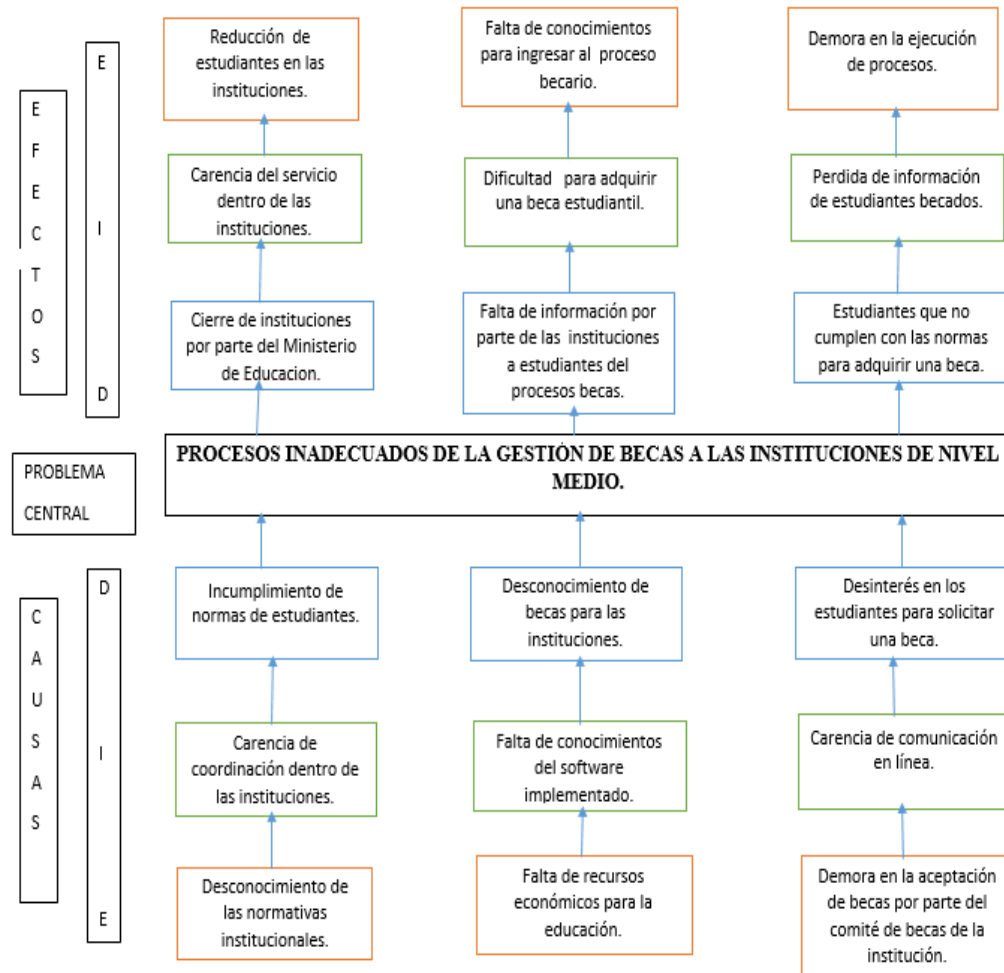 Reducción de
estudiantes en las
instituciones.
Falta de conocimientos
para ingresar al proceso
becario.
Demora en la ejecución
de procesos.
Carencia del servicio
dentro de las
instituciones.
Dificultad para adquirir
una beca estudiantil.
Perdida de información
de estudiantes becados.
Cierre de instituciones
por parte del Ministerio
de Educacion.
Falta de información por
parte de las instituciones
a estudiantes del
procesos becas.
Estudiantes que no
cumplen con las normas
para adquirir una beca.
E
F
E
C
T
O
S
E
I
D
PROBLEMA
CENTRAL
PROCESOS INADECUADOS DE LA GESTIÓN DE BECAS A LAS INSTITUCIONES DE NIVEL
MEDIO.
C
A
U
S
A
S
D
I
E
Incumplimiento de
normas de estudiantes.
Desconocimiento de
becas para las
instituciones.
Desinterés en los
estudiantes para solicitar
una beca.
Carencia de
coordinación dentro de
las instituciones.
Falta de conocimientos
del software
implementado.
Carencia de comunicación
en línea.
Desconocimiento de
las normativas
institucionales.
Falta de recursos
económicos para la
educación.
Demora en la aceptación
de becas por parte del
comité de becas de la
institución.